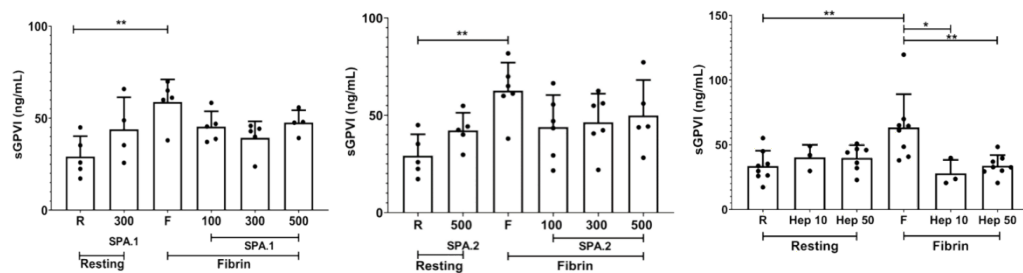 **
100
50
0
sGPVI (ng/mL)
R 300 F 100 300 500
SPA.1 SPA.1
Resting Fibrin
**
100
50
0
sGPVI (ng/mL)
R 500 F 100 300 500
SPA.2 SPA.2
Resting Fibrin
**
*
**
150
100
50
0
sGPVI (ng/mL)
R Hep 10 Hep 50 F Hep 10 Hep 50
Resting Fibrin